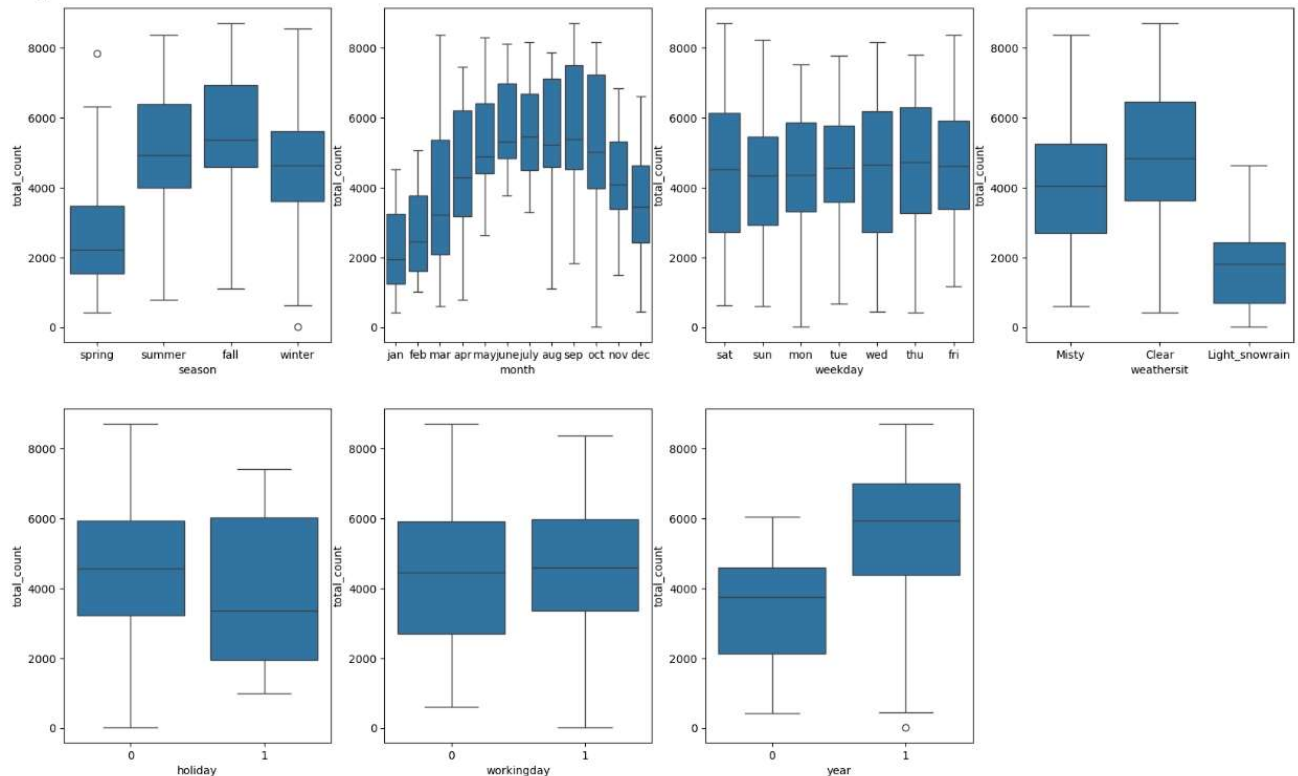 8000
6000
4000
2000
0
total_count
spring summer fall winter
season
8000
6000
4000
2000
0
total_count
jan feb mar apr may june july aug sep oct nov dec
month
8000
6000
4000
2000
0
total_count
sat sun mon tue wed thu fri
weekday
8000
6000
4000
2000
0
total_count
Misty Clear Light_snowrain
weathersit
8000
6000
4000
2000
0
total_count
0 1
holiday
8000
6000
4000
2000
0
total_count
0 1
workingday
8000
6000
4000
2000
0
total_count
0 1
year